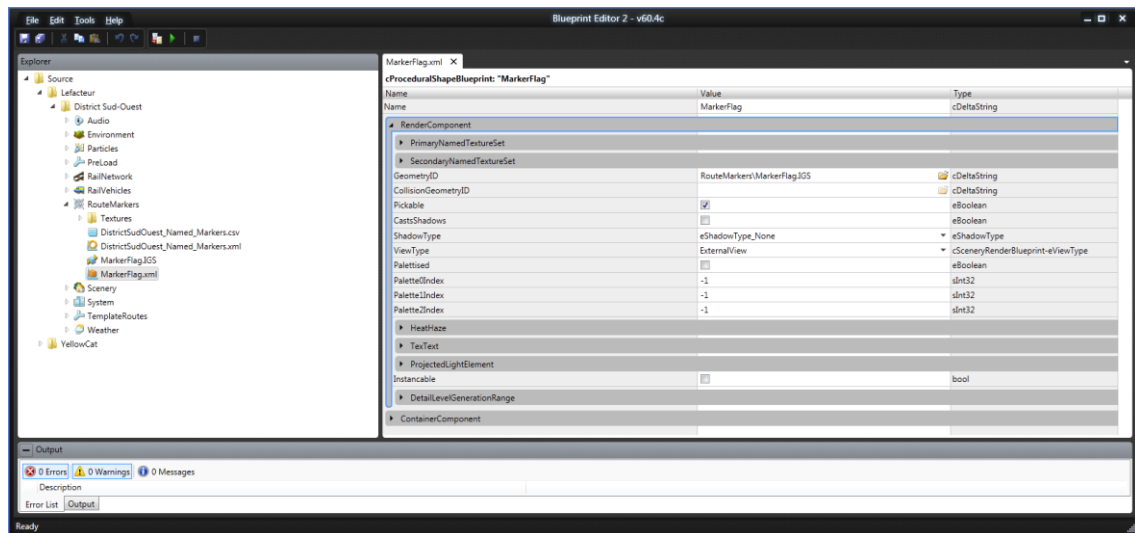 Blueprint Editor 2 - v60.4c
File Edit Tools Help
Explorer
Source
Lefacteur
District Sud-Ouest
Audio
Environment
Particles
PreLoad
RailNetwork
RailVehicles
RouteMarkers
Textures
DistrictSudOuest_Named_Markers.csv
DistrictSudOuest_Named_Markers.xml
MarkerFlag.IGS
MarkerFlag.xml
Scenery
System
TemplateRoutes
Weather
YellowCat
MarkerFlag.xml X
cProceduralShapeBlueprint: "MarkerFlag"
Name Value Type
Name MarkerFlag cDeltaString
RenderComponent
PrimaryNamedTextureSet
SecondaryNamedTextureSet
GeometryID RouteMarkers\MarkerFlag.IGS cDeltaString
CollisionGeometryID cDeltaString
Pickable eBoolean
CastsShadows eBoolean
ShadowType eShadowType_None eShadowType
ViewType ExternalView cSceneryRenderBlueprint-eViewType
Palettised eBoolean
Palette0Index -1 sInt32
Palette1Index -1 sInt32
Palette2Index -1 sInt32
HeatHaze
TexText
ProjectedLightElement
Instancable bool
DetailLevelGenerationRange
ContainerComponent
Output
0 Errors 0 Warnings 0 Messages
Description
Error List Output
Ready